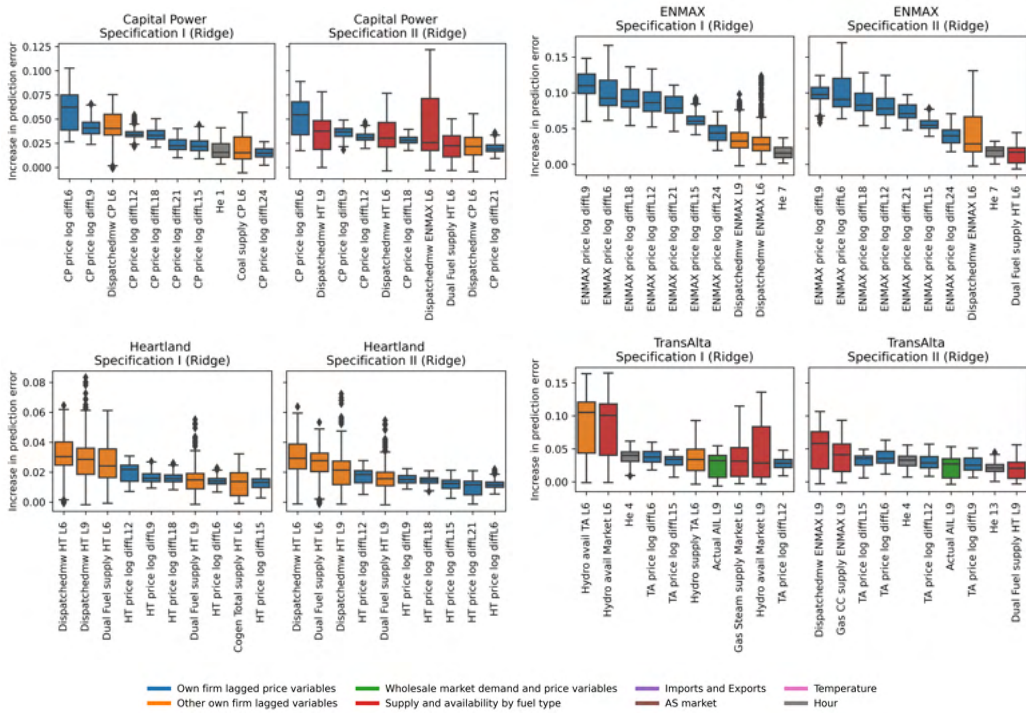 Capital Power
Specification I (Ridge)
Capital Power
Specification II (Ridge)
Increase in prediction error
0.125
0.100
0.075
0.050
0.025
0.000
CP price log diffL6
CP price log diffL9
Dispatchedmw CP L6
CP price log diffL12
CP price log diffL18
CP price log diffL21
CP price log diffL15
He 1
Coal supply CP L6
CP price log diffL24
CP price log diffL6
Dispatchedmw HT L9
CP price log diffL9
CP price log diffL12
Dispatchedmw HT L6
CP price log diffL18
Dispatchedmw ENMAX L6
Dual Fuel supply HT L6
Dispatchedmw CP L6
CP price log diffL21
ENMAX
Specification I (Ridge)
ENMAX
Specification II (Ridge)
Increase in prediction error
0.15
0.10
0.05
0.00
ENMAX price log diffL9
ENMAX price log diffL6
ENMAX price log diffL18
ENMAX price log diffL12
ENMAX price log diffL21
ENMAX price log diffL15
ENMAX price log diffL24
Dispatchedmw ENMAX L9
Dispatchedmw ENMAX L6
He 7
ENMAX price log diffL9
ENMAX price log diffL6
ENMAX price log diffL18
ENMAX price log diffL12
ENMAX price log diffL21
ENMAX price log diffL15
ENMAX price log diffL24
Dispatchedmw ENMAX L6
He 7
Dual Fuel supply HT L6
Heartland
Specification I (Ridge)
Heartland
Specification II (Ridge)
Increase in prediction error
0.08
0.06
0.04
0.02
0.00
Dispatchedmw HT L6
Dispatchedmw HT L9
Dual Fuel supply HT L6
HT price log diffL12
HT price log diffL9
HT price log diffL18
Dual Fuel supply HT L9
HT price log diffL6
Cogen Total supply HT L6
HT price log diffL15
Dispatchedmw HT L6
Dual Fuel supply HT L6
Dispatchedmw HT L9
HT price log diffL12
Dual Fuel supply HT L9
HT price log diffL9
HT price log diffL18
HT price log diffL15
HT price log diffL21
HT price log diffL6
TransAlta
Specification I (Ridge)
TransAlta
Specification II (Ridge)
Increase in prediction error
0.15
0.10
0.05
0.00
Hydro avail TA L6
Hydro avail Market L6
He 4
TA price log diffL6
TA price log diffL15
Hydro supply TA L6
Actual AIL L9
Gas Steam supply Market L6
Hydro avail Market L9
TA price log diffL12
Dispatchedmw ENMAX L9
Gas CC supply ENMAX L9
TA price log diffL15
TA price log diffL6
He 4
TA price log diffL12
Actual AIL L9
TA price log diffL9
He 13
Dual Fuel supply HT L9
Own firm lagged price variables
Wholesale market demand and price variables
Imports and Exports
Temperature
Other own firm lagged variables
Supply and availability by fuel type
AS market
Hour